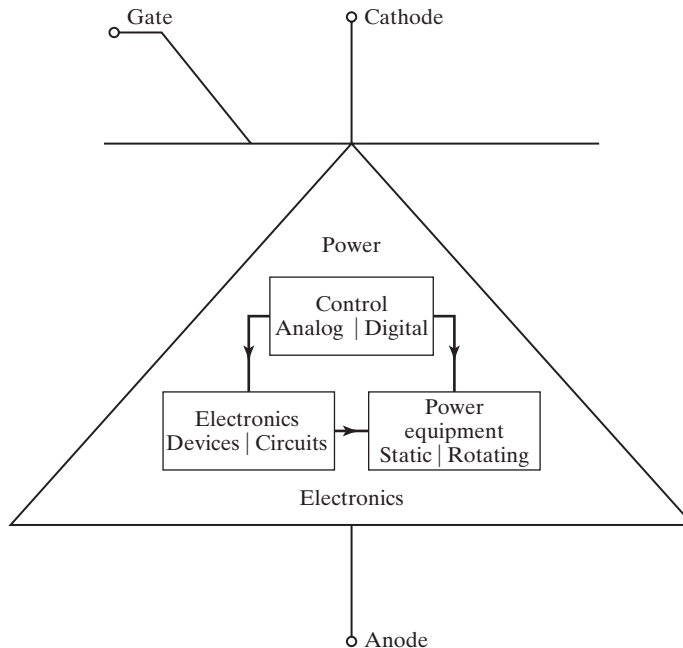 Gate
Cathode
Power
Control
Analog | Digital
Electronics
Devices | Circuits
Power
equipment
Static | Rotating
Electronics
Anode